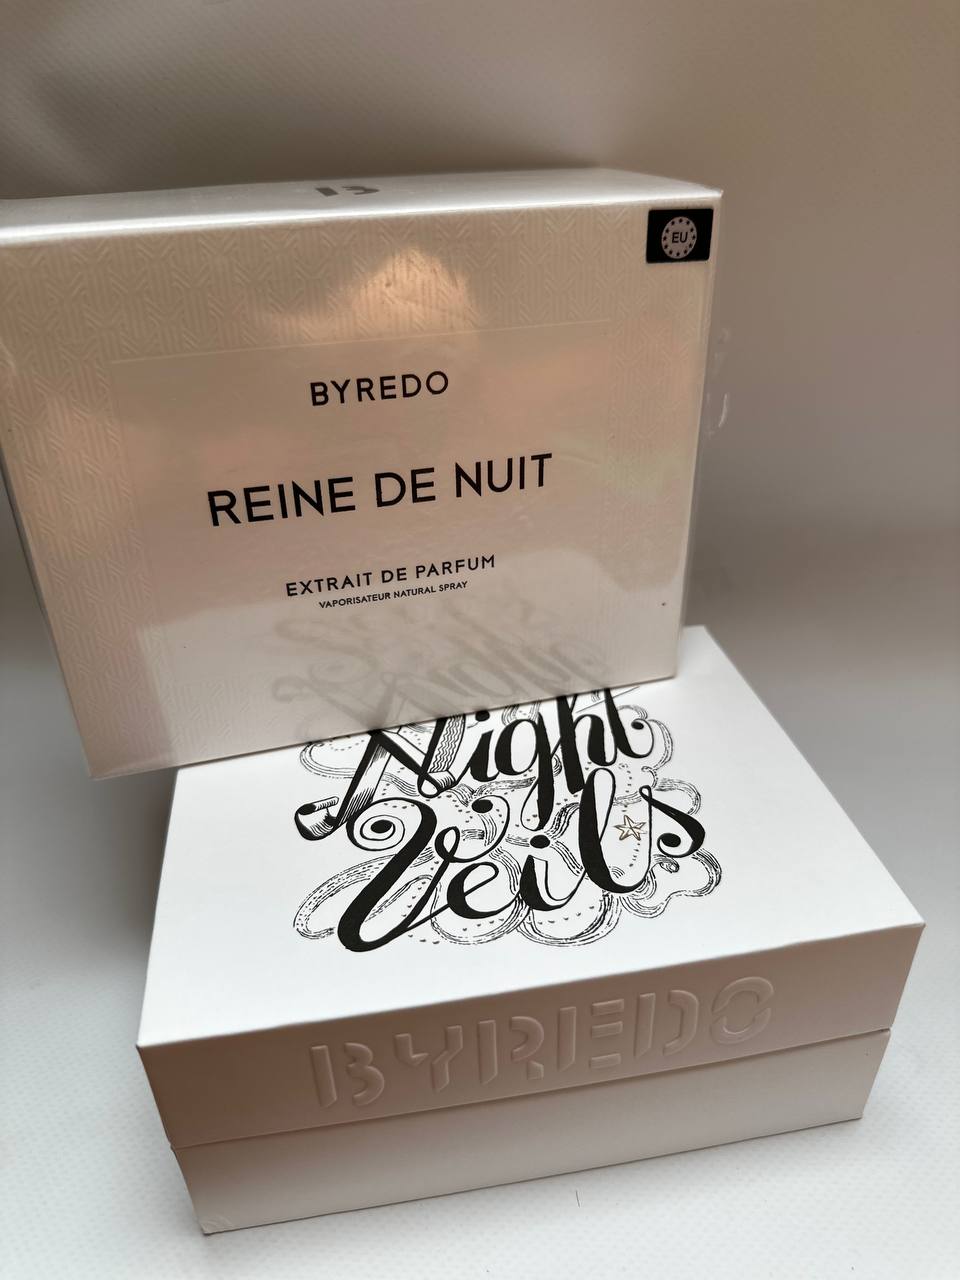 EU
BYREDO
REINE DE NUIT
EXTRAIT DE PARFUM
VAPORISATEUR NATURAL SPRAY
Night
Veils
BYREDO